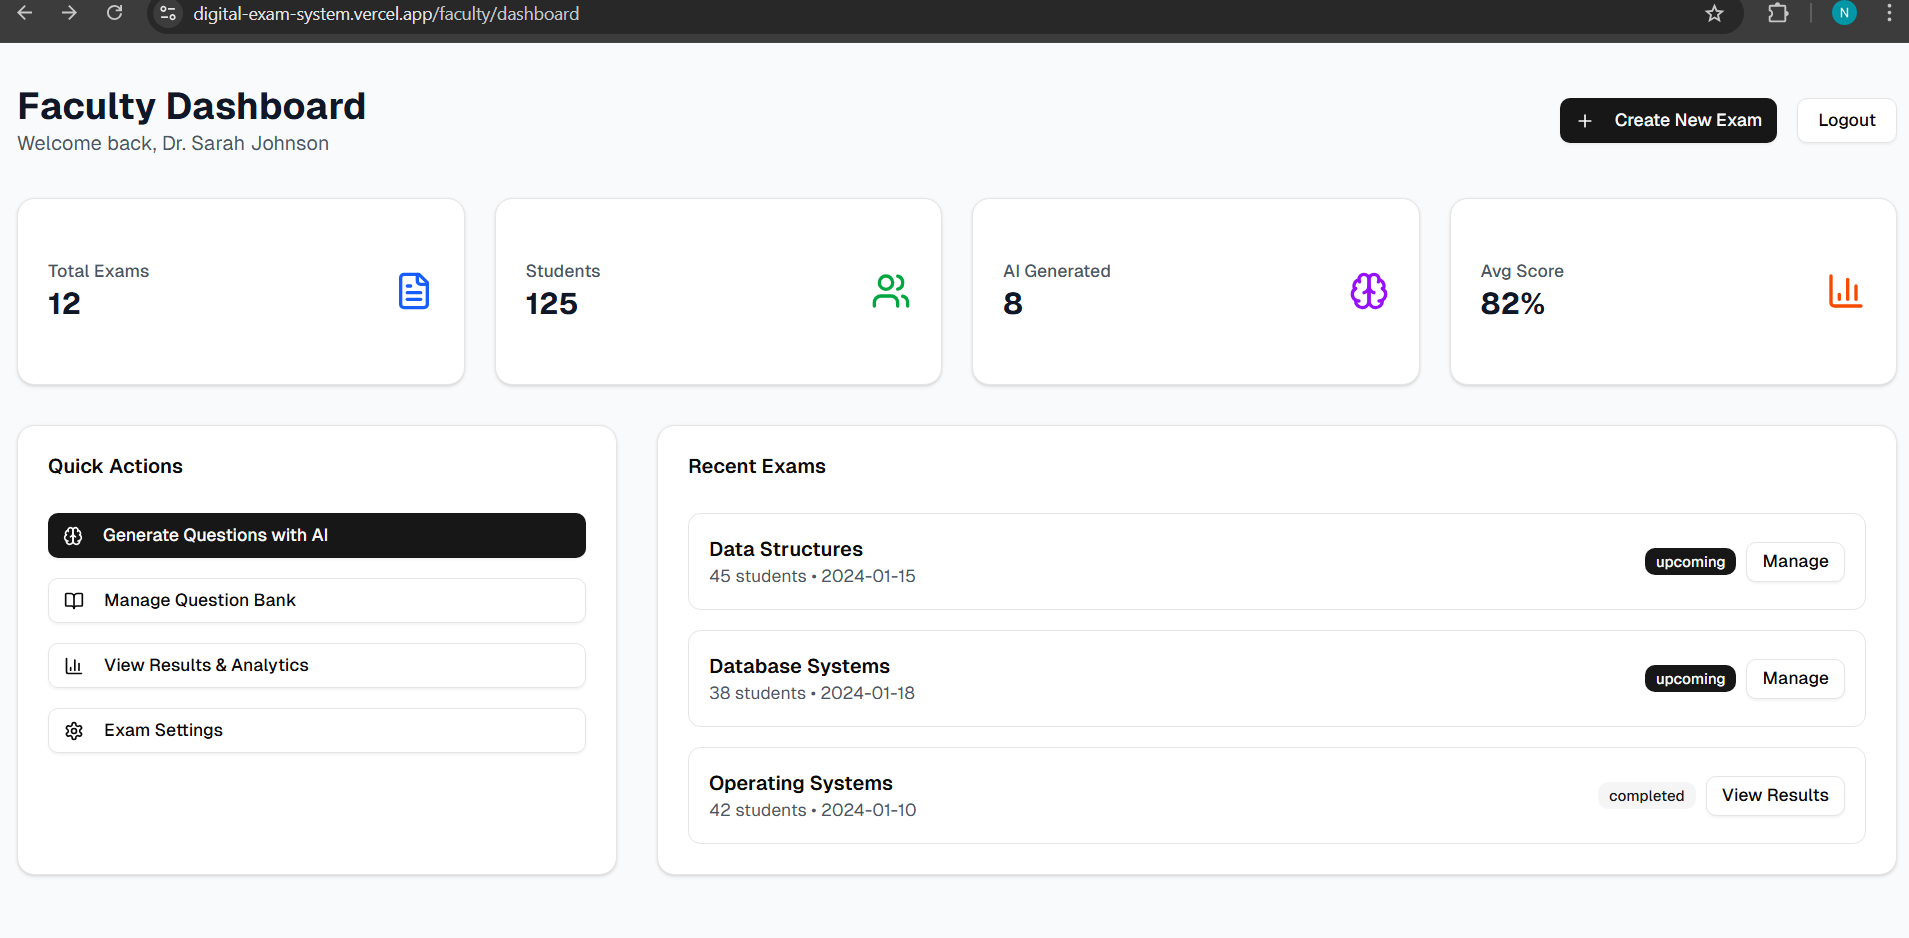 digital-exam-system.vercel.app/faculty/dashboard
N
Faculty Dashboard
Welcome back, Dr. Sarah Johnson
+ Create New Exam
Logout
Total Exams
12
Students
125
AI Generated
8
Avg Score
82%
Quick Actions
Generate Questions with AI
Manage Question Bank
View Results & Analytics
Exam Settings
Recent Exams
Data Structures
45 students • 2024-01-15
upcoming
Manage
Database Systems
38 students • 2024-01-18
upcoming
Manage
Operating Systems
42 students • 2024-01-10
completed
View Results